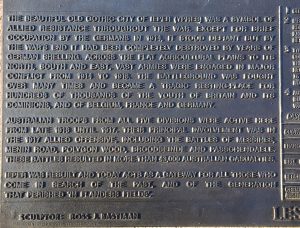 THE BEAUTIFUL OLD GOTHIC CITY OF IEPER (YPRES) WAS A SYMBOL OF
ALLIED RESISTANCE THROUGHOUT THE WAR. EXCEPT FOR BRIEF
OCCUPATION BY THE GERMANS IN 1914, IT STOOD DEFIANT BUT BY
THE WAR'S END IT HAD BEEN COMPLETELY DESTROYED BY YEARS OF
GERMAN SHELLING. ACROSS THE FLAT AGRICULTURAL PLAINS TO THE
NORTH, SOUTH AND EAST, VAST ARMIES WERE ENGAGED IN MAJOR
CONFLICT FROM 1914 TO 1918. THE BATTLEGROUND WAS FOUGHT
OVER MANY TIMES AND BECAME A TRAGIC RESTING-PLACE FOR
HUNDREDS OF THOUSANDS OF THE YOUTH OF BRITAIN AND ITS
DOMINIONS, AND OF BELGIUM, FRANCE AND GERMANY.
AUSTRALIAN TROOPS FROM ALL FIVE DIVISIONS WERE ACTIVE HERE
FROM LATE 1916 UNTIL 1917. THEIR PRINCIPAL INVOLVEMENT WAS IN
THE 1917 ALLIED OFFENSIVE, INCLUDING THE BATTLES OF MESSINES,
MENIN ROAD, POLYGON WOOD, BROODSEINDE AND PASSCHENDAELE.
THESE BATTLES RESULTED IN MORE THAN AUSTRALIAN CASUALTIES.
IEPER WAS REBUILT AND TODAY ACTS AS A GATEWAY FOR ALL THOSE WHO
COME IN SEARCH OF THE PAST, AND OF THE GENERATION
THAT PERISHED 'IN FLANDERS FIELDS'.
SCULPTOR: ROSS J. BASTIAAN